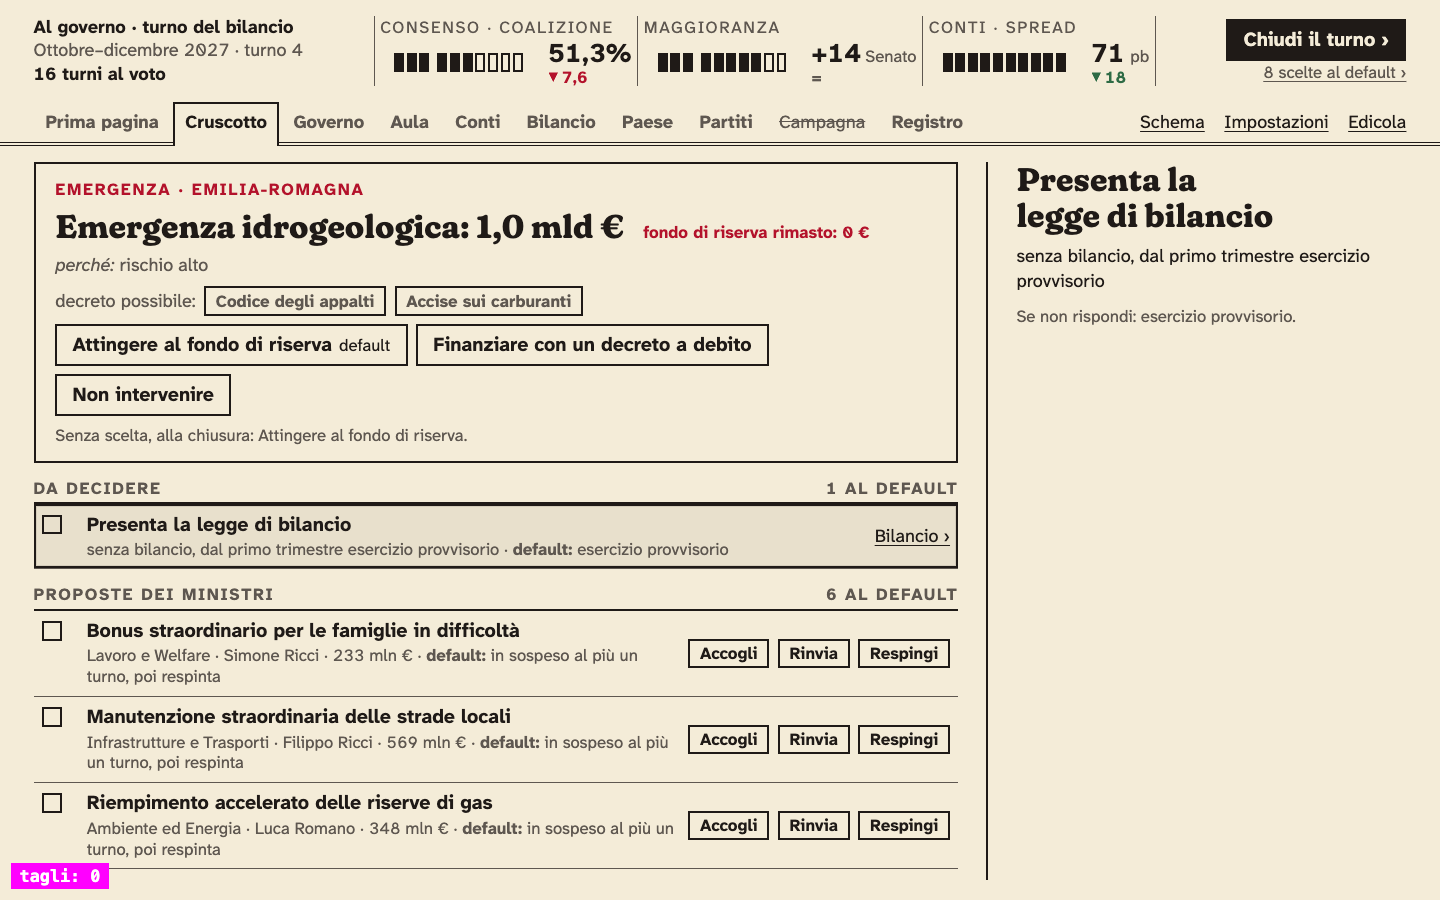 Al governo · turno del bilancio
Ottobre–dicembre 2027 · turno 4
16 turni al voto
CONSENSO · COALIZIONE
51,3%
▼ 7,6
MAGGIORANZA
+14 Senato
=
CONTI · SPREAD
71 pb
▼ 18
Chiudi il turno ›
8 scelte al default ›
Prima pagina Cruscotto Governo Aula Conti Bilancio Paese Partiti Campagna Registro
Schema Impostazioni Edicola
EMERGENZA · EMILIA-ROMAGNA
Emergenza idrogeologica: 1,0 mld € fondo di riserva rimasto: 0 €
perché: rischio alto
decreto possibile: Codice degli appalti Accise sui carburanti
Attingere al fondo di riserva default Finanziare con un decreto a debito
Non intervenire
Senza scelta, alla chiusura: Attingere al fondo di riserva.
DA DECIDERE 1 AL DEFAULT
Presenta la legge di bilancio
senza bilancio, dal primo trimestre esercizio provvisorio · default: esercizio provvisorio
Bilancio ›
PROPOSTE DEI MINISTRI 6 AL DEFAULT
Bonus straordinario per le famiglie in difficoltà
Lavoro e Welfare · Simone Ricci · 233 mln € · default: in sospeso al più un
turno, poi respinta
Accogli Rinvia Respingi
Manutenzione straordinaria delle strade locali
Infrastrutture e Trasporti · Filippo Ricci · 569 mln € · default: in sospeso al più
un turno, poi respinta
Accogli Rinvia Respingi
Riempimento accelerato delle riserve di gas
Ambiente ed Energia · Luca Romano · 348 mln € · default: in sospeso al più un
turno, poi respinta
Accogli Rinvia Respingi
tagli: 0
Presenta la
legge di bilancio
senza bilancio, dal primo trimestre esercizio
provvisorio
Se non rispondi: esercizio provvisorio.